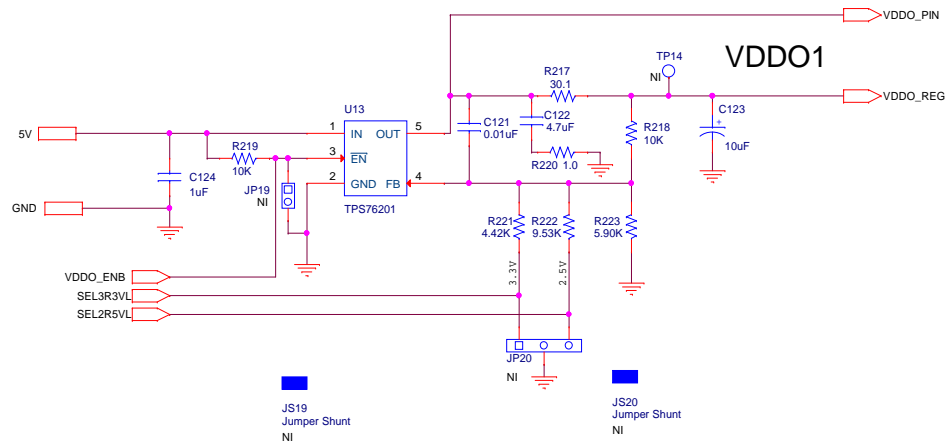 VDDO_PIN
VDDO1
TP14
NI
R217
30.1
VDDO_REG
C123
+
10uF
U13
C121
0.01uF
C122
4.7uF
R218
10K
5V
1
IN
OUT
5
R219
10K
3
EN
R220 1.0
C124
1uF
2
GND
FB
4
JP19
NI
TPS76201
GND
R221
4.42K
R222
9.53K
R223
5.90K
VDDO_ENB
3.3V
2.5V
SEL3R3VL
SEL2R5VL
JP20
NI
JS19
Jumper Shunt
NI
JS20
Jumper Shunt
NI